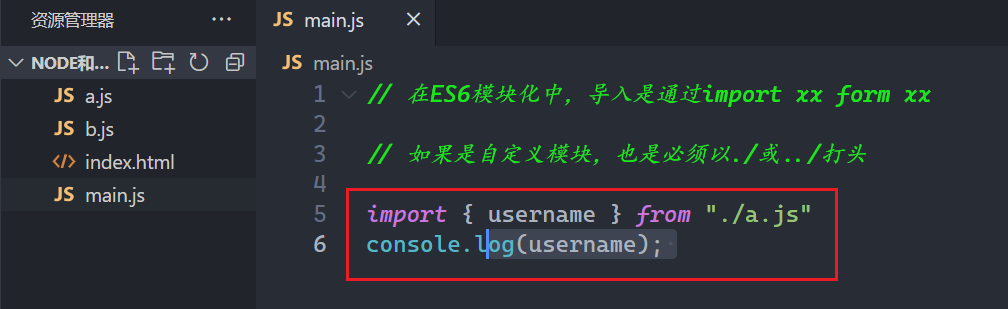 资源管理器 ···
NODE和...
JS a.js
JS b.js
<> index.html
JS main.js
JS main.js ×
JS main.js
1 // 在ES6模块化中，导入是通过import xx form xx
2
3 // 如果是自定义模块，也是必须以./或../打头
4
5 import { username } from "./a.js"
6 console.log(username);